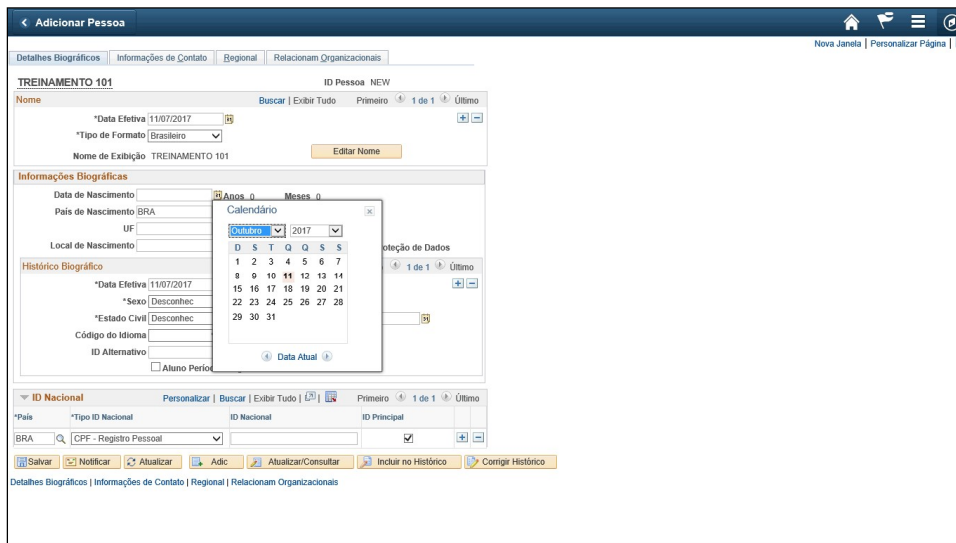 Adicionar Pessoa
Nova Janela | Personalizar Página |
Detalhes Biográficos Informações de Contato Regional Relacionam Organizacionais
TREINAMENTO 101 ID Pessoa NEW
Nome Buscar | Exibir Tudo Primeiro 1 de 1 Último
*Data Efetiva 11/07/2017
*Tipo de Formato Brasileiro
Nome de Exibição TREINAMENTO 101 Editar Nome
Informações Biográficas
Data de Nascimento Anos 0 Meses 0
País de Nascimento BRA
UF
Local de Nascimento oteção de Dados
Calendário
Outubro 2017
D S T Q Q S S
1 2 3 4 5 6 7
8 9 10 11 12 13 14
15 16 17 18 19 20 21
22 23 24 25 26 27 28
29 30 31
Data Atual
Histórico Biográfico 1 de 1 Último
*Data Efetiva 11/07/2017
*Sexo Desconhec
*Estado Civil Desconhec
Código do Idioma
ID Alternativo
Aluno Períod
ID Nacional Personalizar | Buscar | Exibir Tudo | | Primeiro 1 de 1 Último
*País *Tipo ID Nacional ID Nacional ID Principal
BRA CPF - Registro Pessoal
Salvar Notificar Atualizar Adic Atualizar/Consultar Incluir no Histórico Corrigir Histórico
Detalhes Biográficos | Informações de Contato | Regional | Relacionam Organizacionais